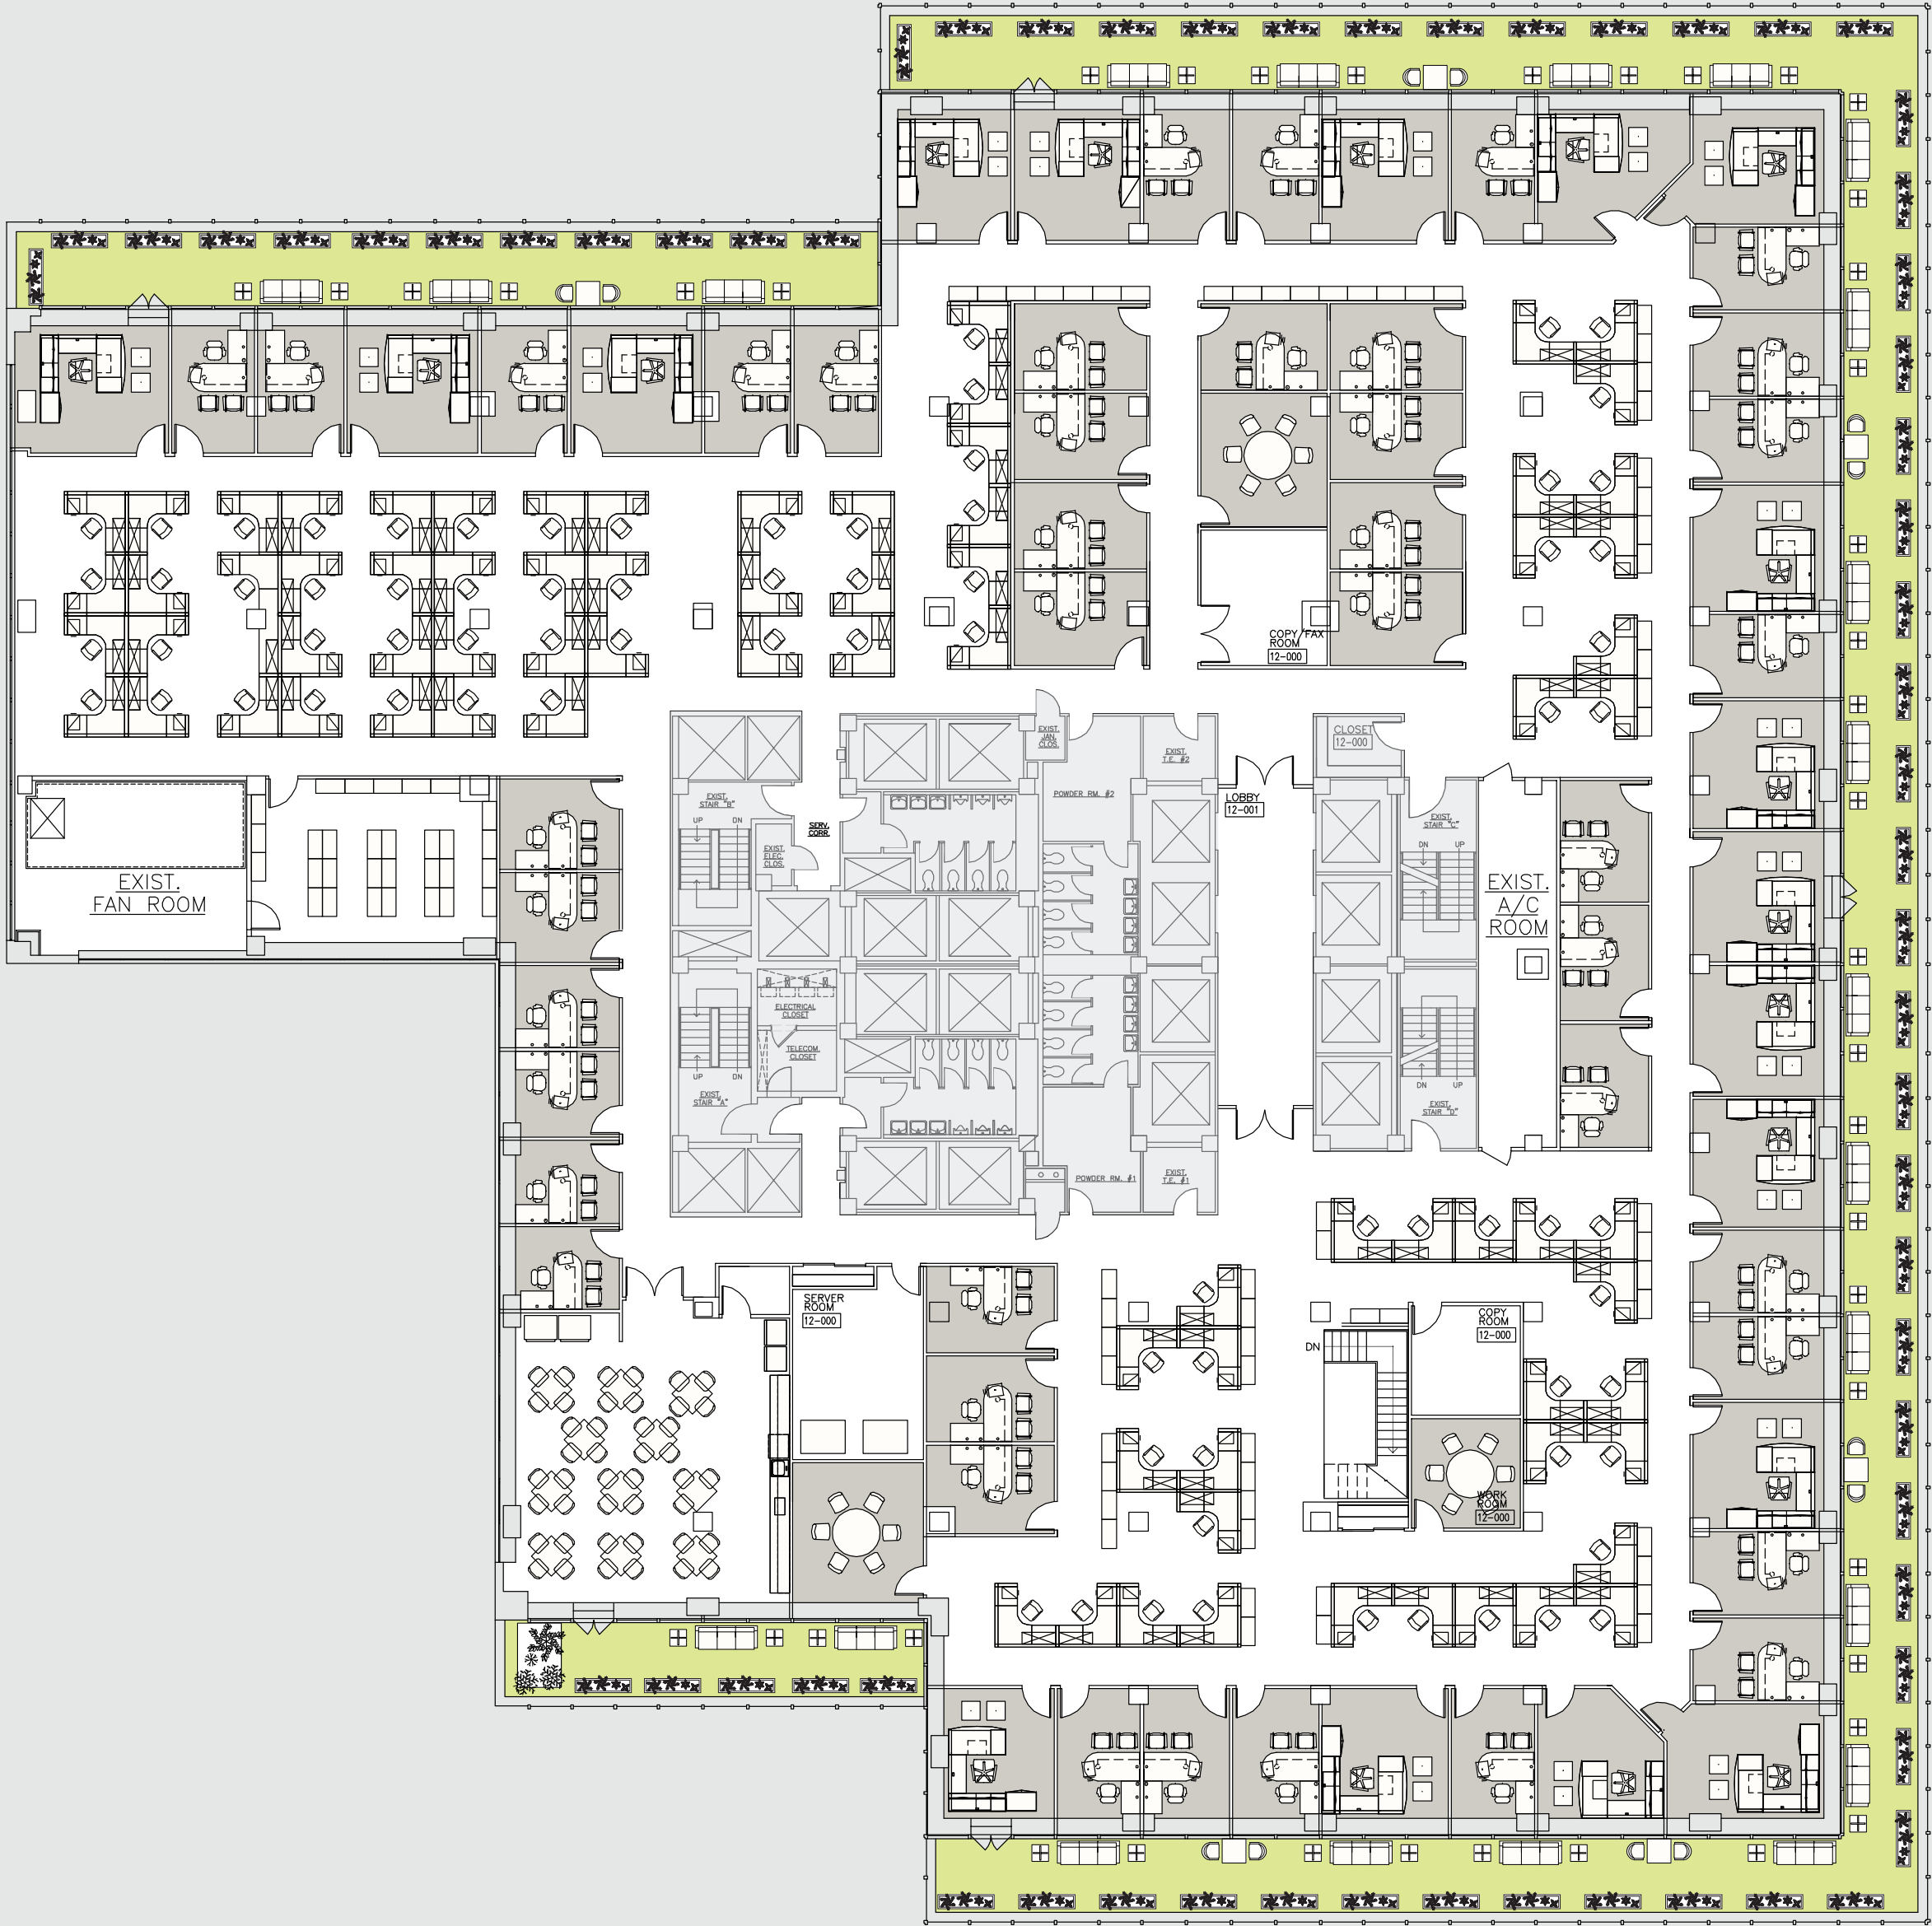 COPY/FAX
ROOM
12-000
EXIST.
JAN.
CLOS.
EXIST.
T.E. #2
CLOSET
12-000
EXIST.
STAIR "B"
UP
DN
SERV.
CORR.
EXIST.
ELEC.
CLOS.
POWDER RM. #2
LOBBY
12-001
EXIST.
STAIR "C"
DN
UP
EXIST.
FAN ROOM
EXIST.
A/C
ROOM
ELECTRICAL
CLOSET
TELECOM.
CLOSET
UP
DN
EXIST.
STAIR "A"
DN
UP
EXIST.
STAIR "D"
POWDER RM. #1
EXIST.
T.E. #1
SERVER
ROOM
12-000
DN
COPY
ROOM
12-000
WORK
ROOM
12-000